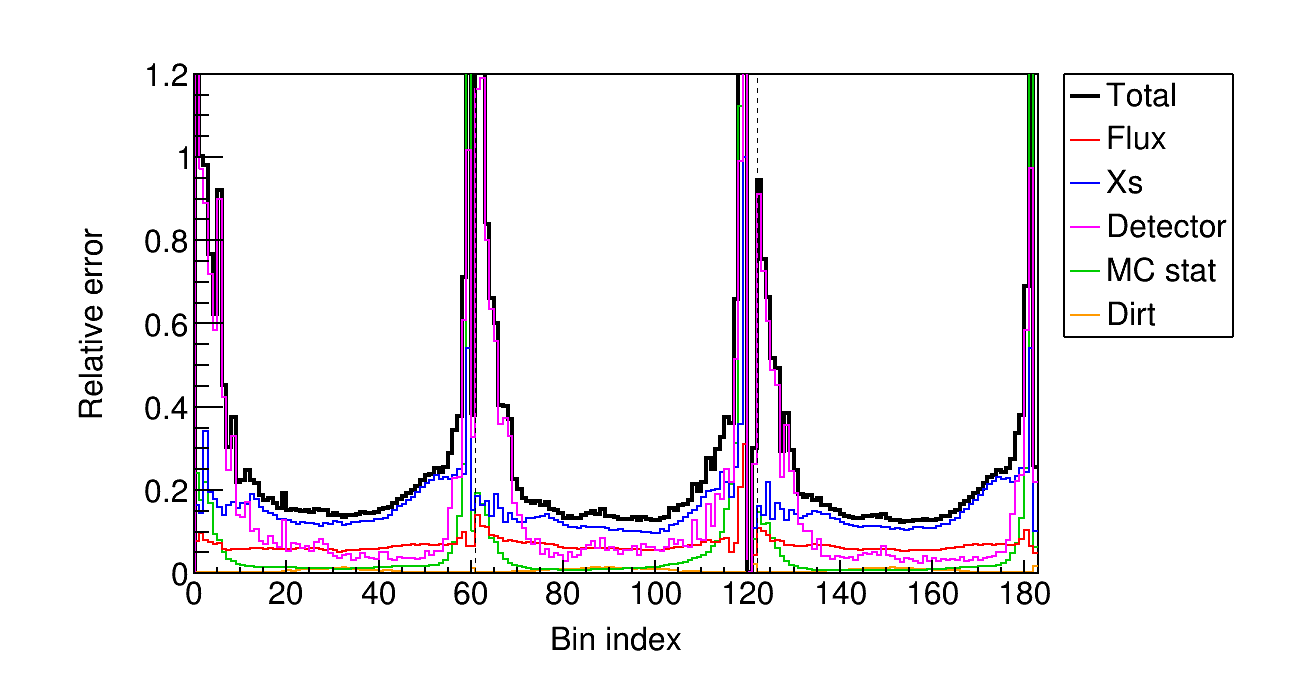 1.2
1
0.8
0.6
0.4
0.2
0
Relative error
0 20 40 60 80 100 120 140 160 180
Bin index
Total
Flux
Xs
Detector
MC stat
Dirt